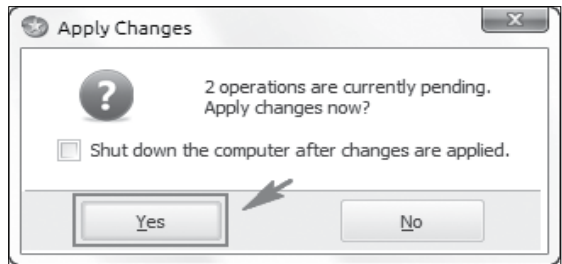 Apply Changes
2 operations are currently pending.
Apply changes now?
Shut down the computer after changes are applied.
Yes
No